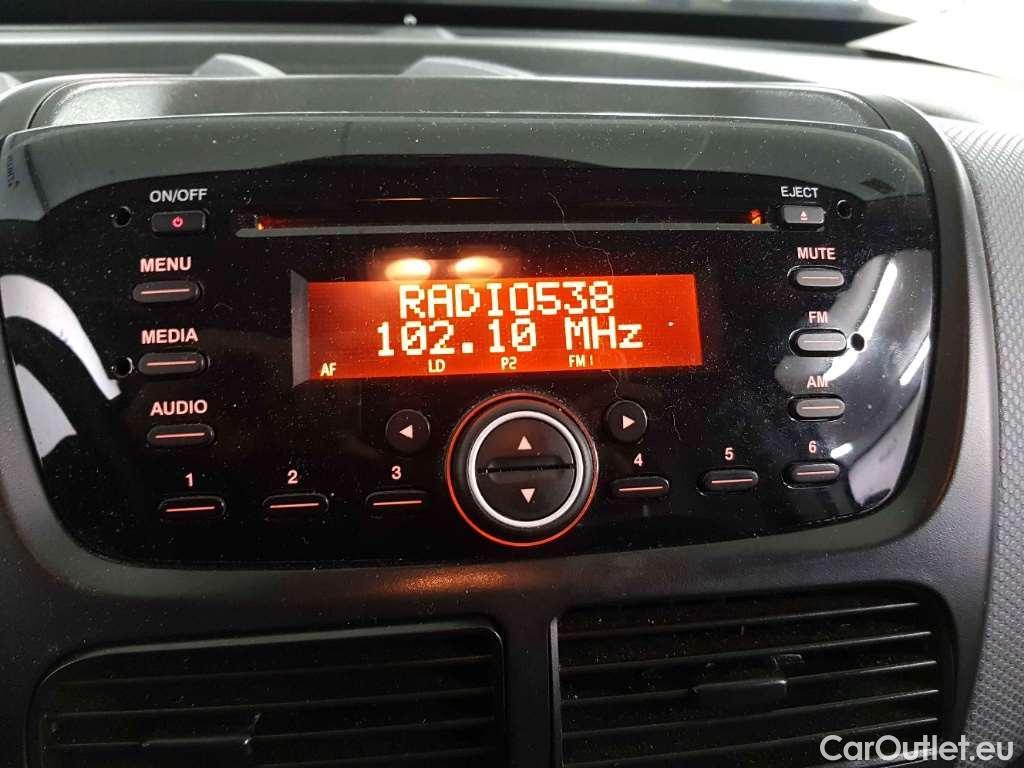 ON/OFF
EJECT
MENU
MUTE
RADIO538
102.10 MHz
AF LD P2 FM1
MEDIA
FM
AUDIO
AM
1 2 3 4 5 6
CarOutlet.eu